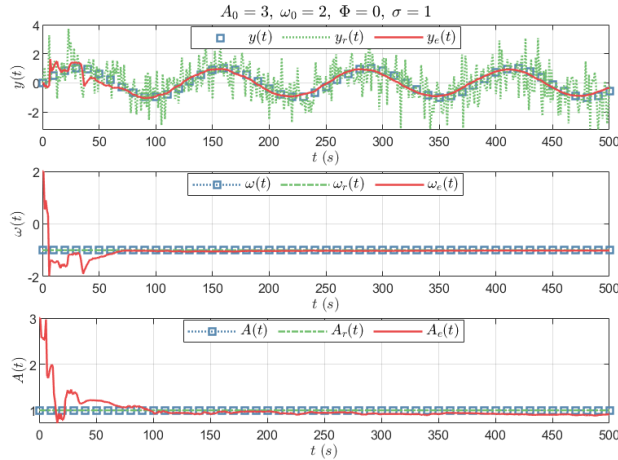 A₀ = 3, ω₀ = 2, Φ = 0, σ = 1
4
2
0
-2
y(t)
y(t) y_r(t) y_e(t)
0 50 100 150 200 250 300 350 400 450 500
t (s)
2
0
-2
ω(t)
ω(t) ω_r(t) ω_e(t)
0 50 100 150 200 250 300 350 400 450 500
t (s)
3
2
1
A(t)
A(t) A_r(t) A_e(t)
0 50 100 150 200 250 300 350 400 450 500
t (s)